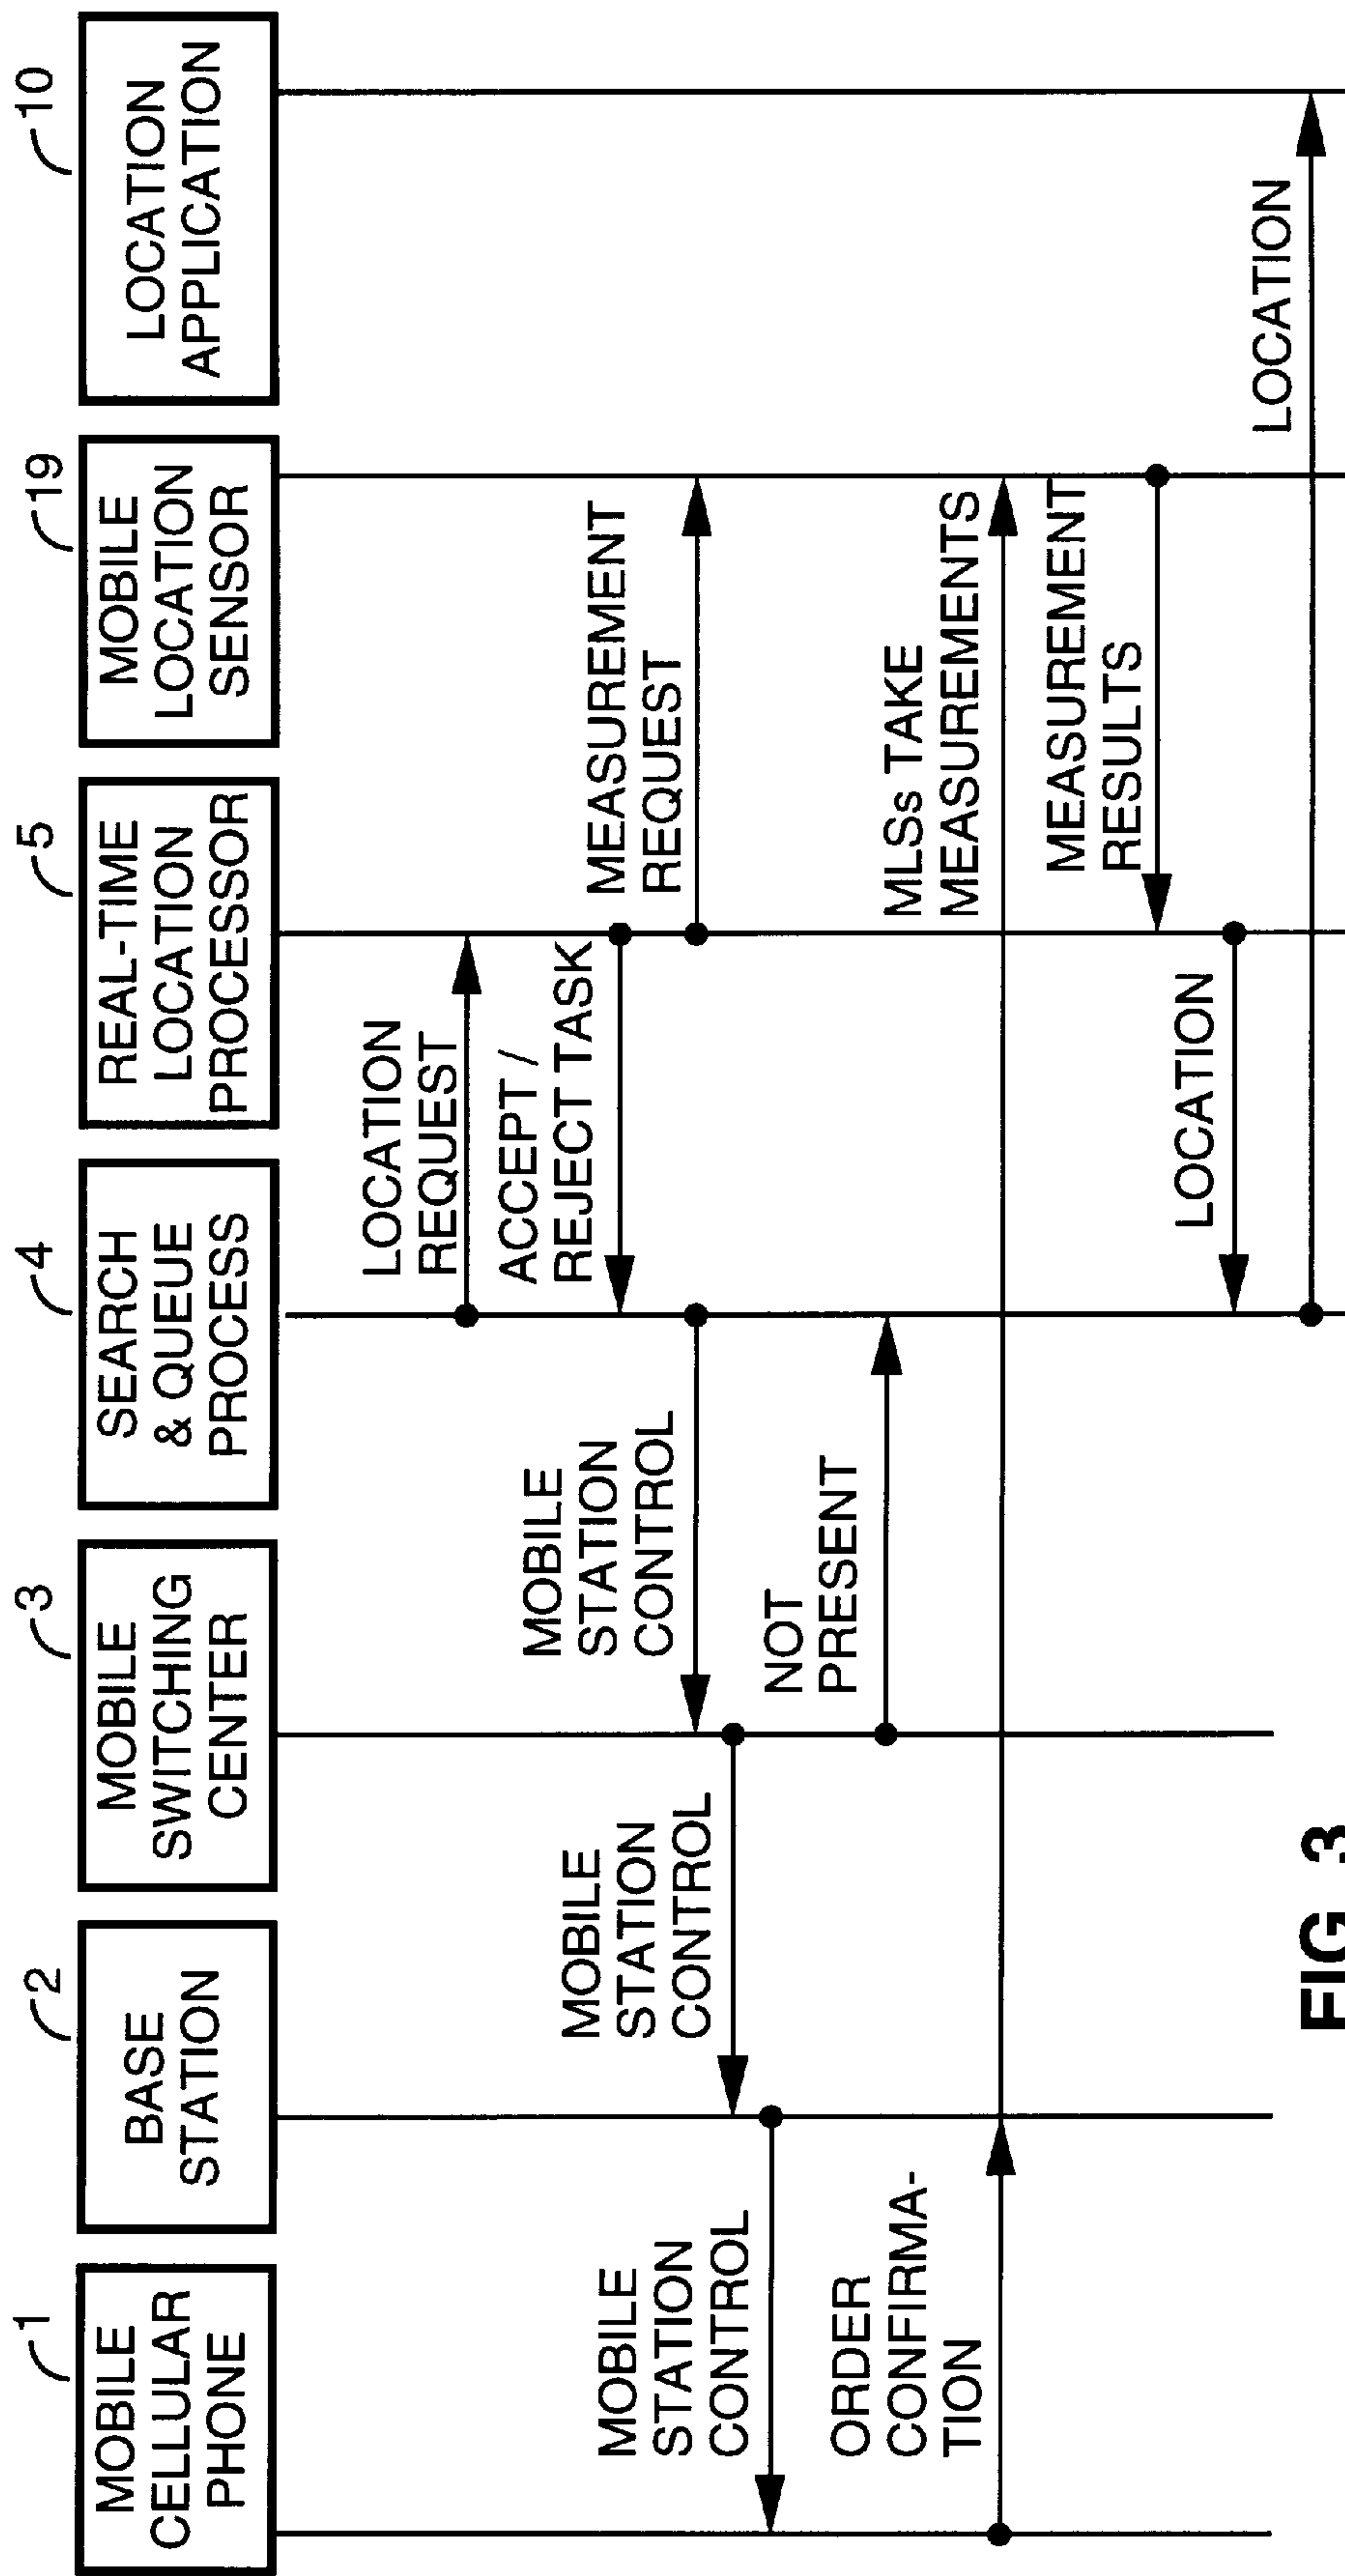 1
MOBILE
CELLULAR
PHONE
2
BASE
STATION
3
MOBILE
SWITCHING
CENTER
4
SEARCH
& QUEUE
PROCESS
5
REAL-TIME
LOCATION
PROCESSOR
19
MOBILE
LOCATION
SENSOR
10
LOCATION
APPLICATION
LOCATION
REQUEST
ACCEPT /
REJECT TASK
MOBILE
STATION
CONTROL
MEASUREMENT
REQUEST
MOBILE
STATION
CONTROL
MOBILE
STATION
CONTROL
NOT
PRESENT
ORDER
CONFIRMA-
TION
MLSs TAKE
MEASUREMENTS
MEASUREMENT
RESULTS
LOCATION
LOCATION
FIG. 3